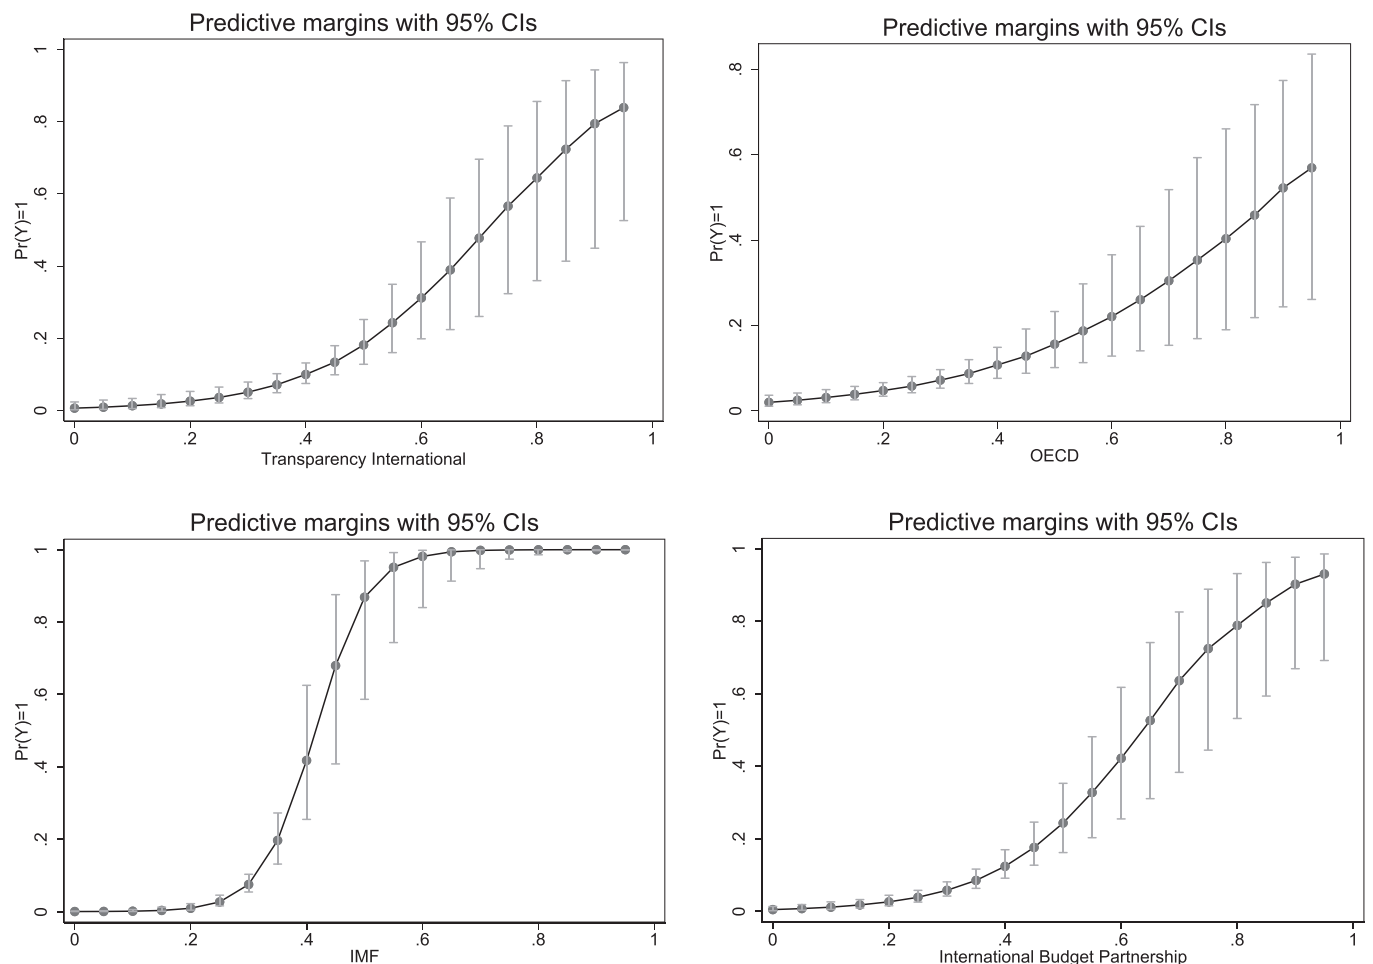 Predictive margins with 95% CIs
Pr(Y)=1
1
.8
.6
.4
.2
0
0 .2 .4 .6 .8 1
Transparency International
Predictive margins with 95% CIs
Pr(Y)=1
.8
.6
.4
.2
0
0 .2 .4 .6 .8 1
OECD
Predictive margins with 95% CIs
Pr(Y)=1
1
.8
.6
.4
.2
0
0 .2 .4 .6 .8 1
IMF
Predictive margins with 95% CIs
Pr(Y)=1
1
.8
.6
.4
.2
0
0 .2 .4 .6 .8 1
International Budget Partnership